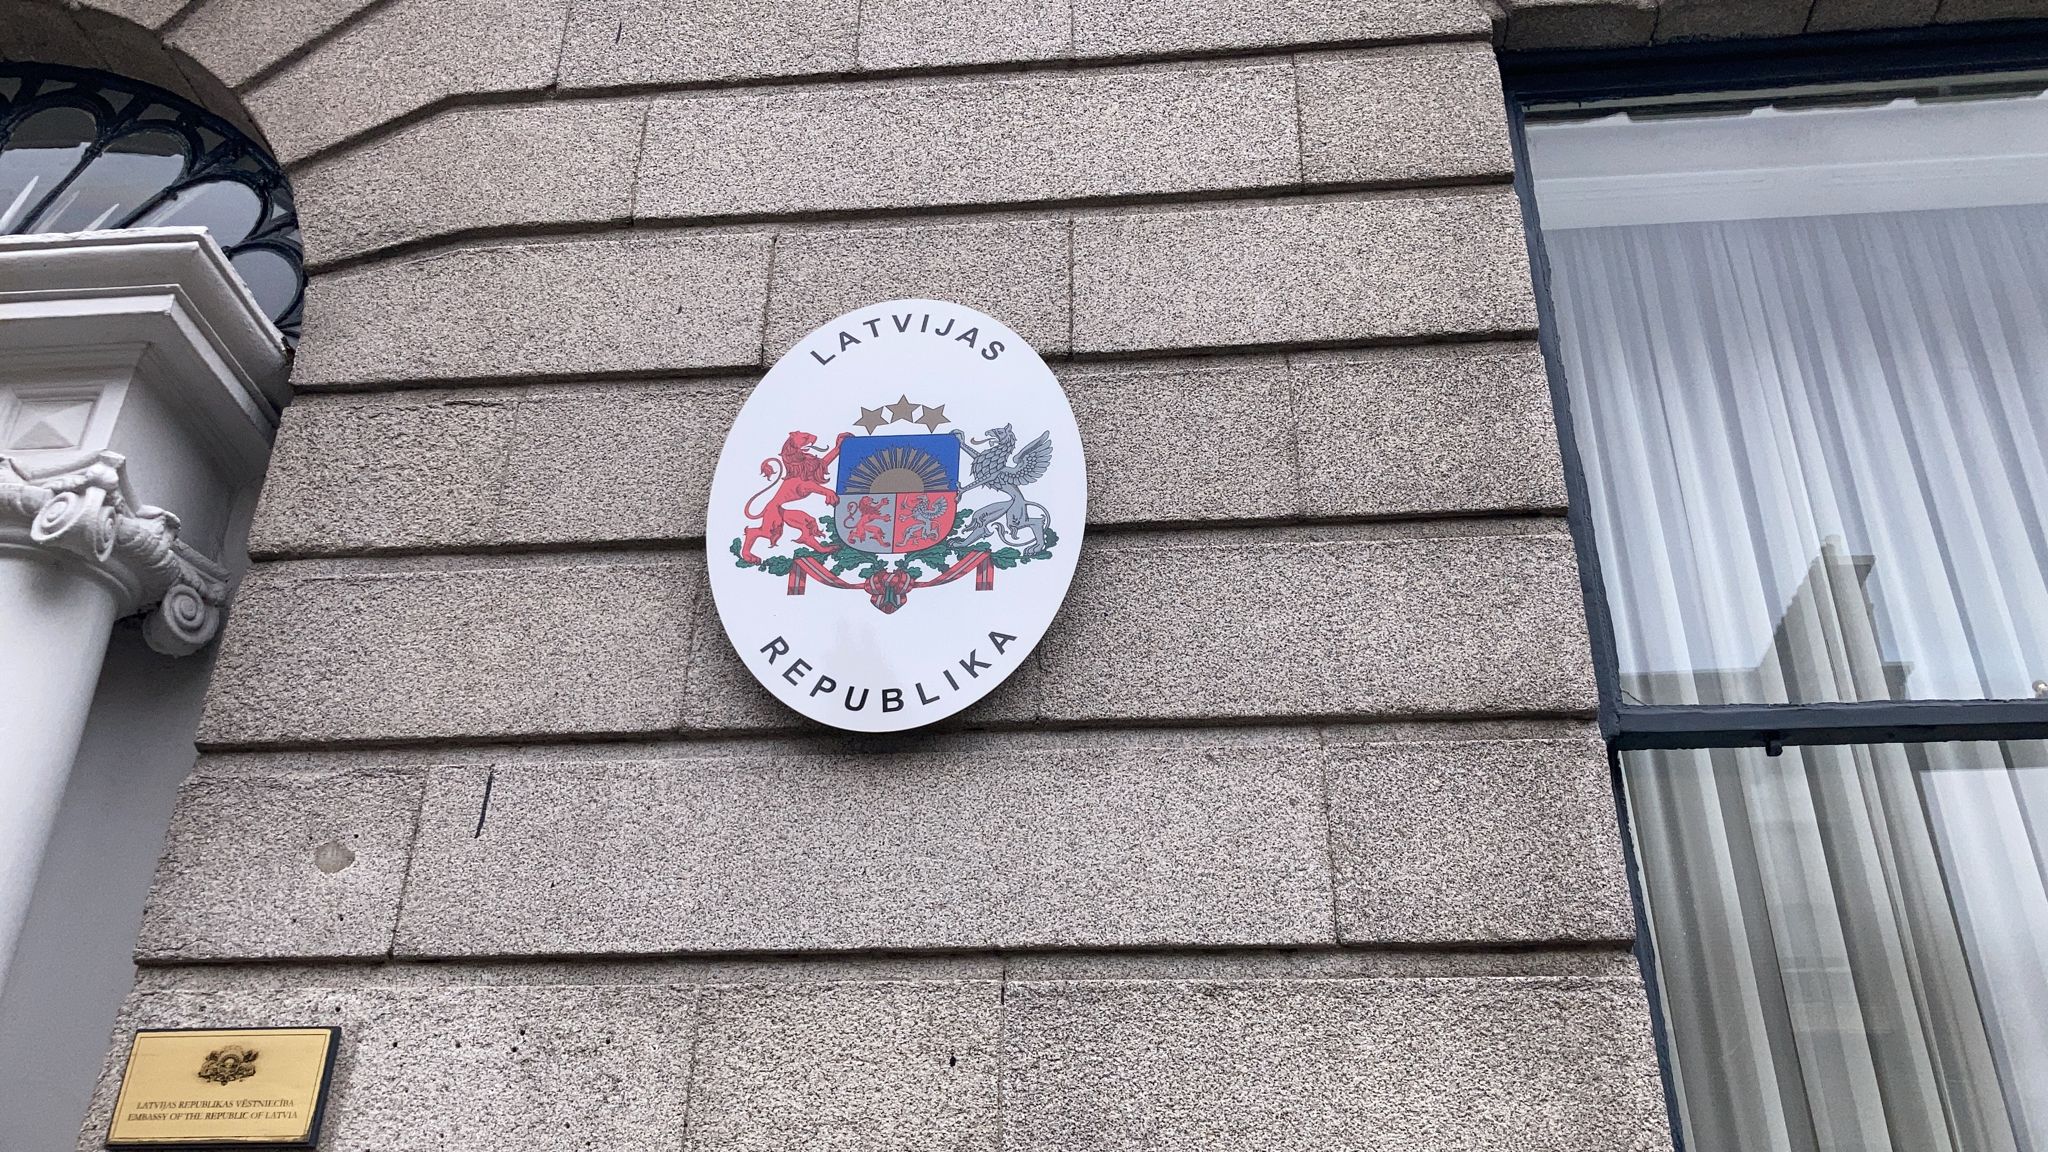 LATVIJAS
REPUBLIKA
LATVIJAS REPUBLIKAS VĒSTNIECĪBA
EMBASSY OF THE REPUBLIC OF LATVIA